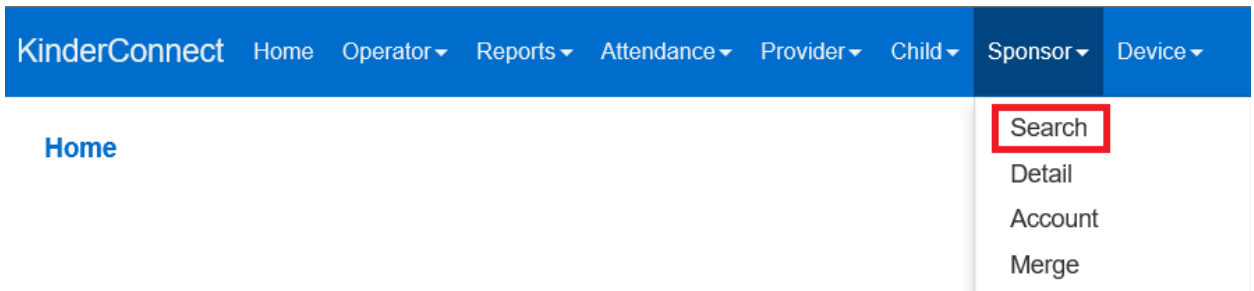 KinderConnect Home Operator Reports Attendance Provider Child Sponsor Device
Home
Search
Detail
Account
Merge